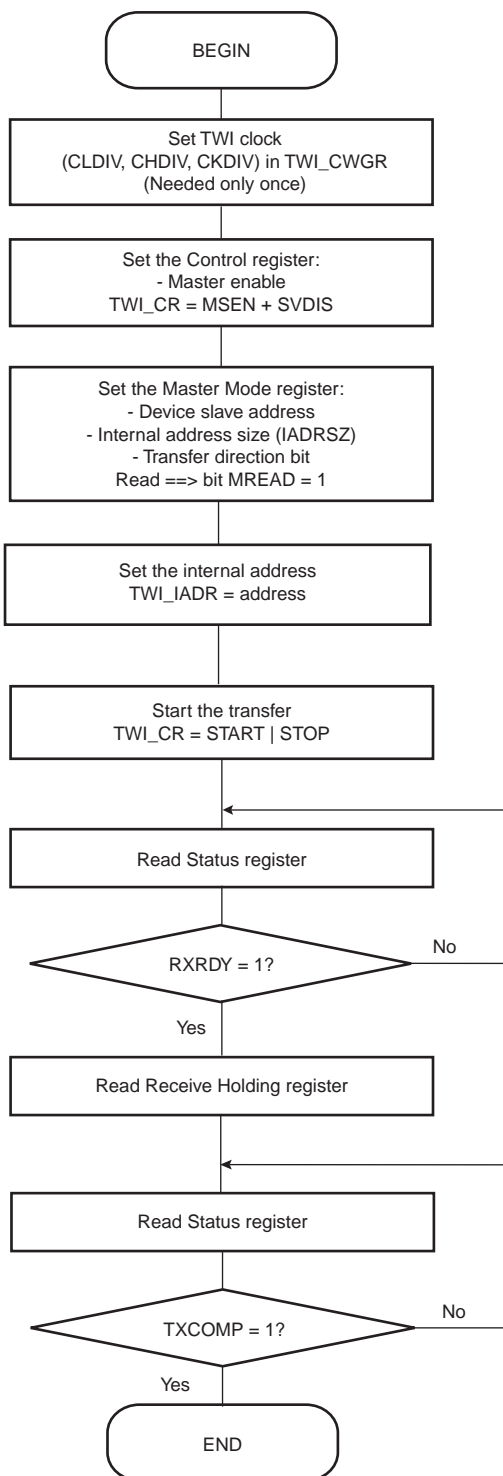 BEGIN
Set TWI clock
(CLDIV, CHDIV, CKDIV) in TWI_CWGR
(Needed only once)
Set the Control register:
- Master enable
TWI_CR = MSEN + SVDIS
Set the Master Mode register:
- Device slave address
- Internal address size (IADRSZ)
- Transfer direction bit
Read ==> bit MREAD = 1
Set the internal address
TWI_IADR = address
Start the transfer
TWI_CR = START | STOP
Read Status register
RXRDY = 1?
No
Yes
Read Receive Holding register
Read Status register
TXCOMP = 1?
No
Yes
END